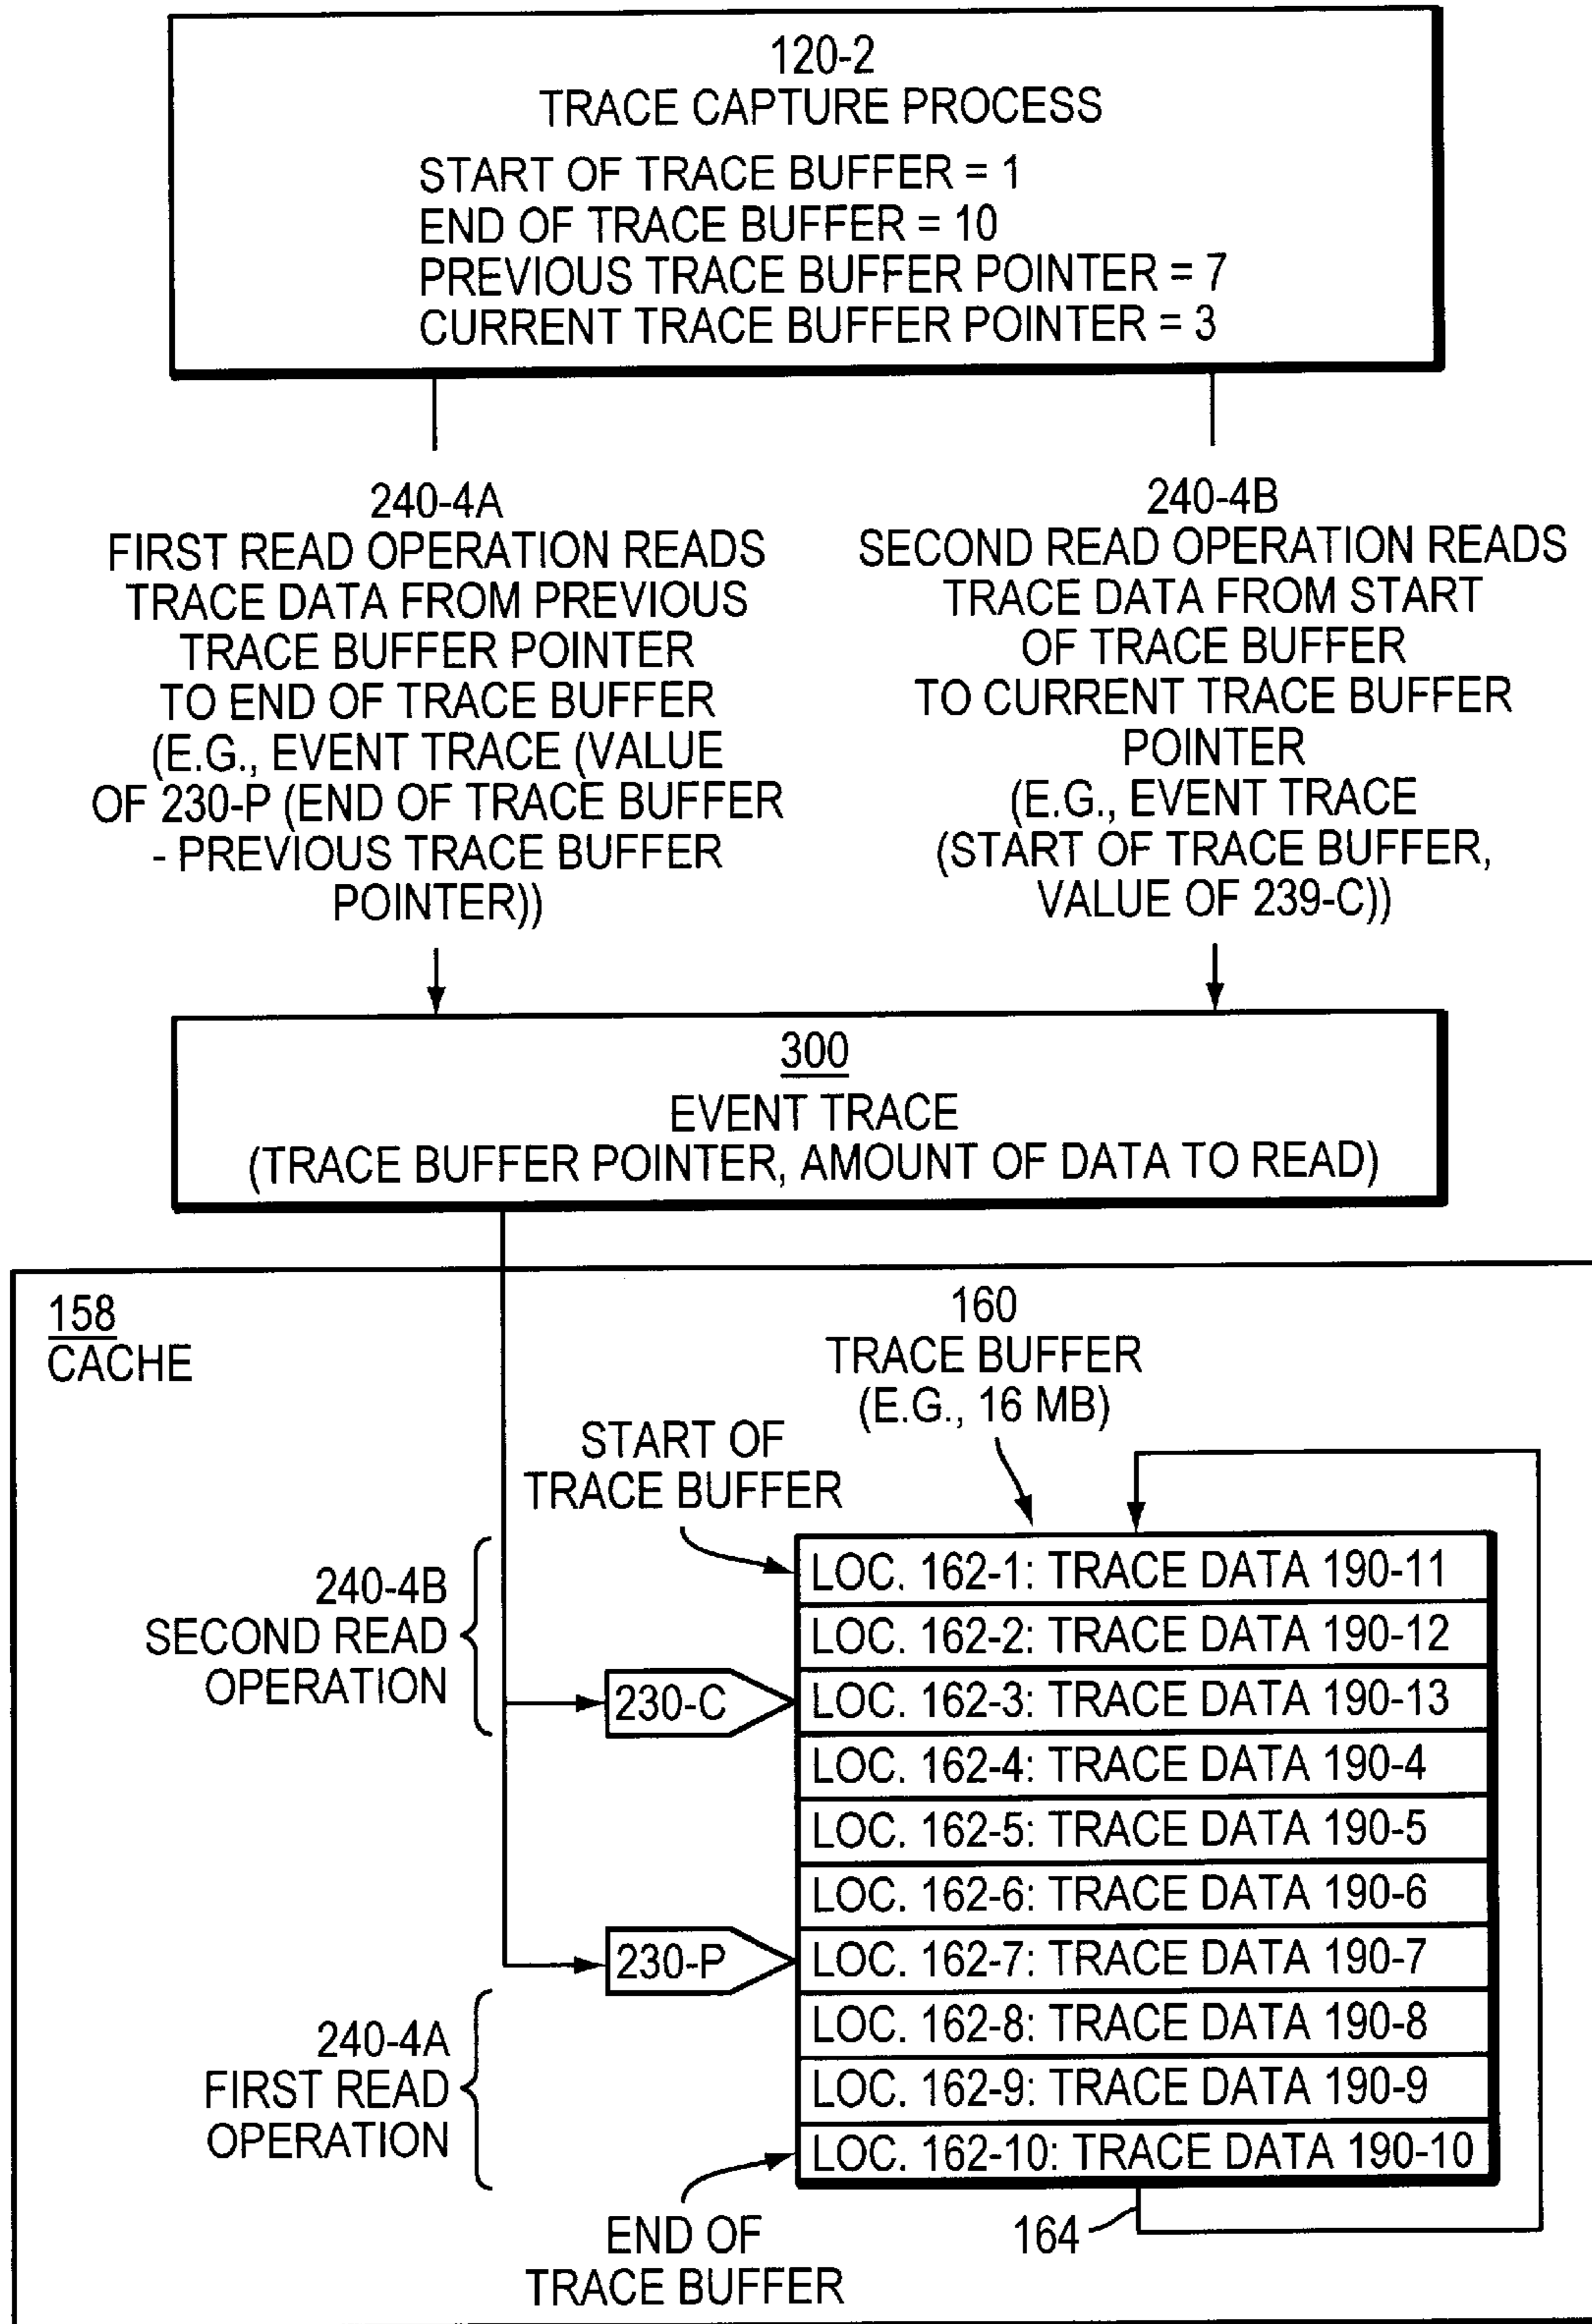 120-2
TRACE CAPTURE PROCESS
START OF TRACE BUFFER = 1
END OF TRACE BUFFER = 10
PREVIOUS TRACE BUFFER POINTER = 7
CURRENT TRACE BUFFER POINTER = 3
240-4A
FIRST READ OPERATION READS
TRACE DATA FROM PREVIOUS
TRACE BUFFER POINTER
TO END OF TRACE BUFFER
(E.G., EVENT TRACE (VALUE
OF 230-P (END OF TRACE BUFFER
- PREVIOUS TRACE BUFFER
POINTER))
240-4B
SECOND READ OPERATION READS
TRACE DATA FROM START
OF TRACE BUFFER
TO CURRENT TRACE BUFFER
POINTER
(E.G., EVENT TRACE
(START OF TRACE BUFFER,
VALUE OF 239-C))
300
EVENT TRACE
(TRACE BUFFER POINTER, AMOUNT OF DATA TO READ)
158
CACHE
160
TRACE BUFFER
(E.G., 16 MB)
START OF
TRACE BUFFER
240-4B
SECOND READ
OPERATION
230-C
LOC. 162-1: TRACE DATA 190-11
LOC. 162-2: TRACE DATA 190-12
LOC. 162-3: TRACE DATA 190-13
LOC. 162-4: TRACE DATA 190-4
LOC. 162-5: TRACE DATA 190-5
LOC. 162-6: TRACE DATA 190-6
230-P
LOC. 162-7: TRACE DATA 190-7
LOC. 162-8: TRACE DATA 190-8
LOC. 162-9: TRACE DATA 190-9
LOC. 162-10: TRACE DATA 190-10
240-4A
FIRST READ
OPERATION
END OF
TRACE BUFFER
164